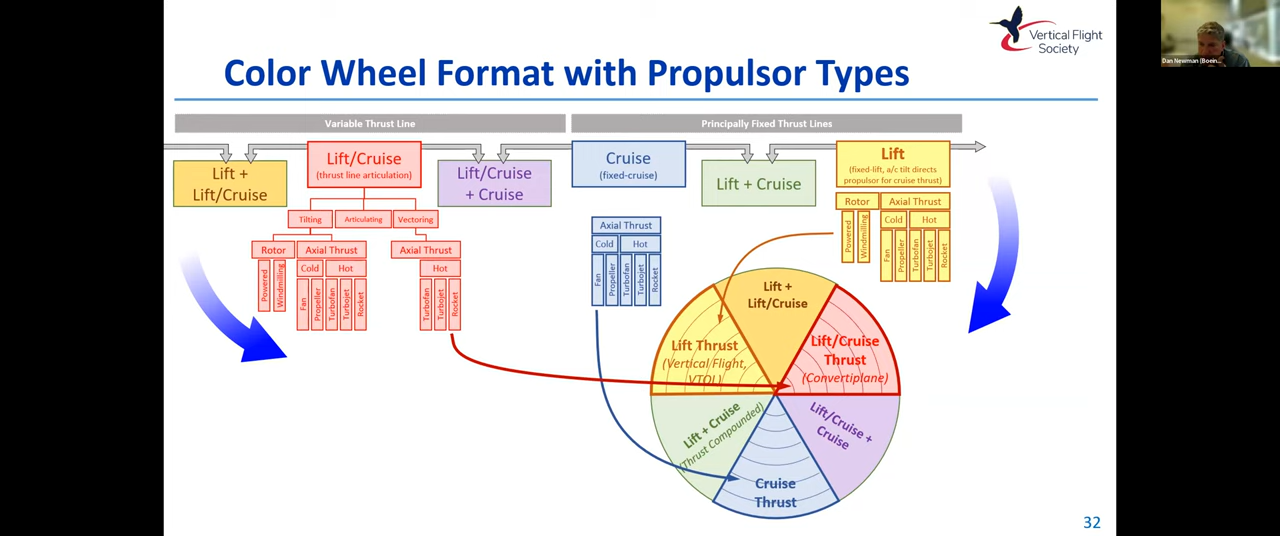 Vertical Flight
Society
Dan Newman (Boein...
Color Wheel Format with Propulsor Types
Variable Thrust Line
Principally Fixed Thrust Lines
Lift +
Lift/Cruise
Lift/Cruise
(thrust line articulation)
Lift/Cruise
+ Cruise
Cruise
(fixed-cruise)
Lift + Cruise
Lift
(fixed-lift, a/c tilt directs
propulsor for cruise thrust)
Tilting
Articulating
Vectoring
Rotor
Axial Thrust
Cold
Hot
Powered
Windmilling
Fan
Propeller
Turbofan
Turbojet
Rocket
Axial Thrust
Hot
Turbofan
Turbojet
Rocket
Axial Thrust
Cold
Hot
Fan
Propeller
Turbofan
Turbojet
Rocket
Rotor
Axial Thrust
Powered
Windmilling
Cold
Hot
Fan
Propeller
Turbofan
Turbojet
Rocket
Lift +
Lift/Cruise
Lift Thrust
(Vertical Flight,
VTOL)
Lift/Cruise
Thrust
(Convertiplane)
Lift + Cruise
(Thrust Compounded)
Lift/Cruise +
Cruise
Cruise
Thrust
32